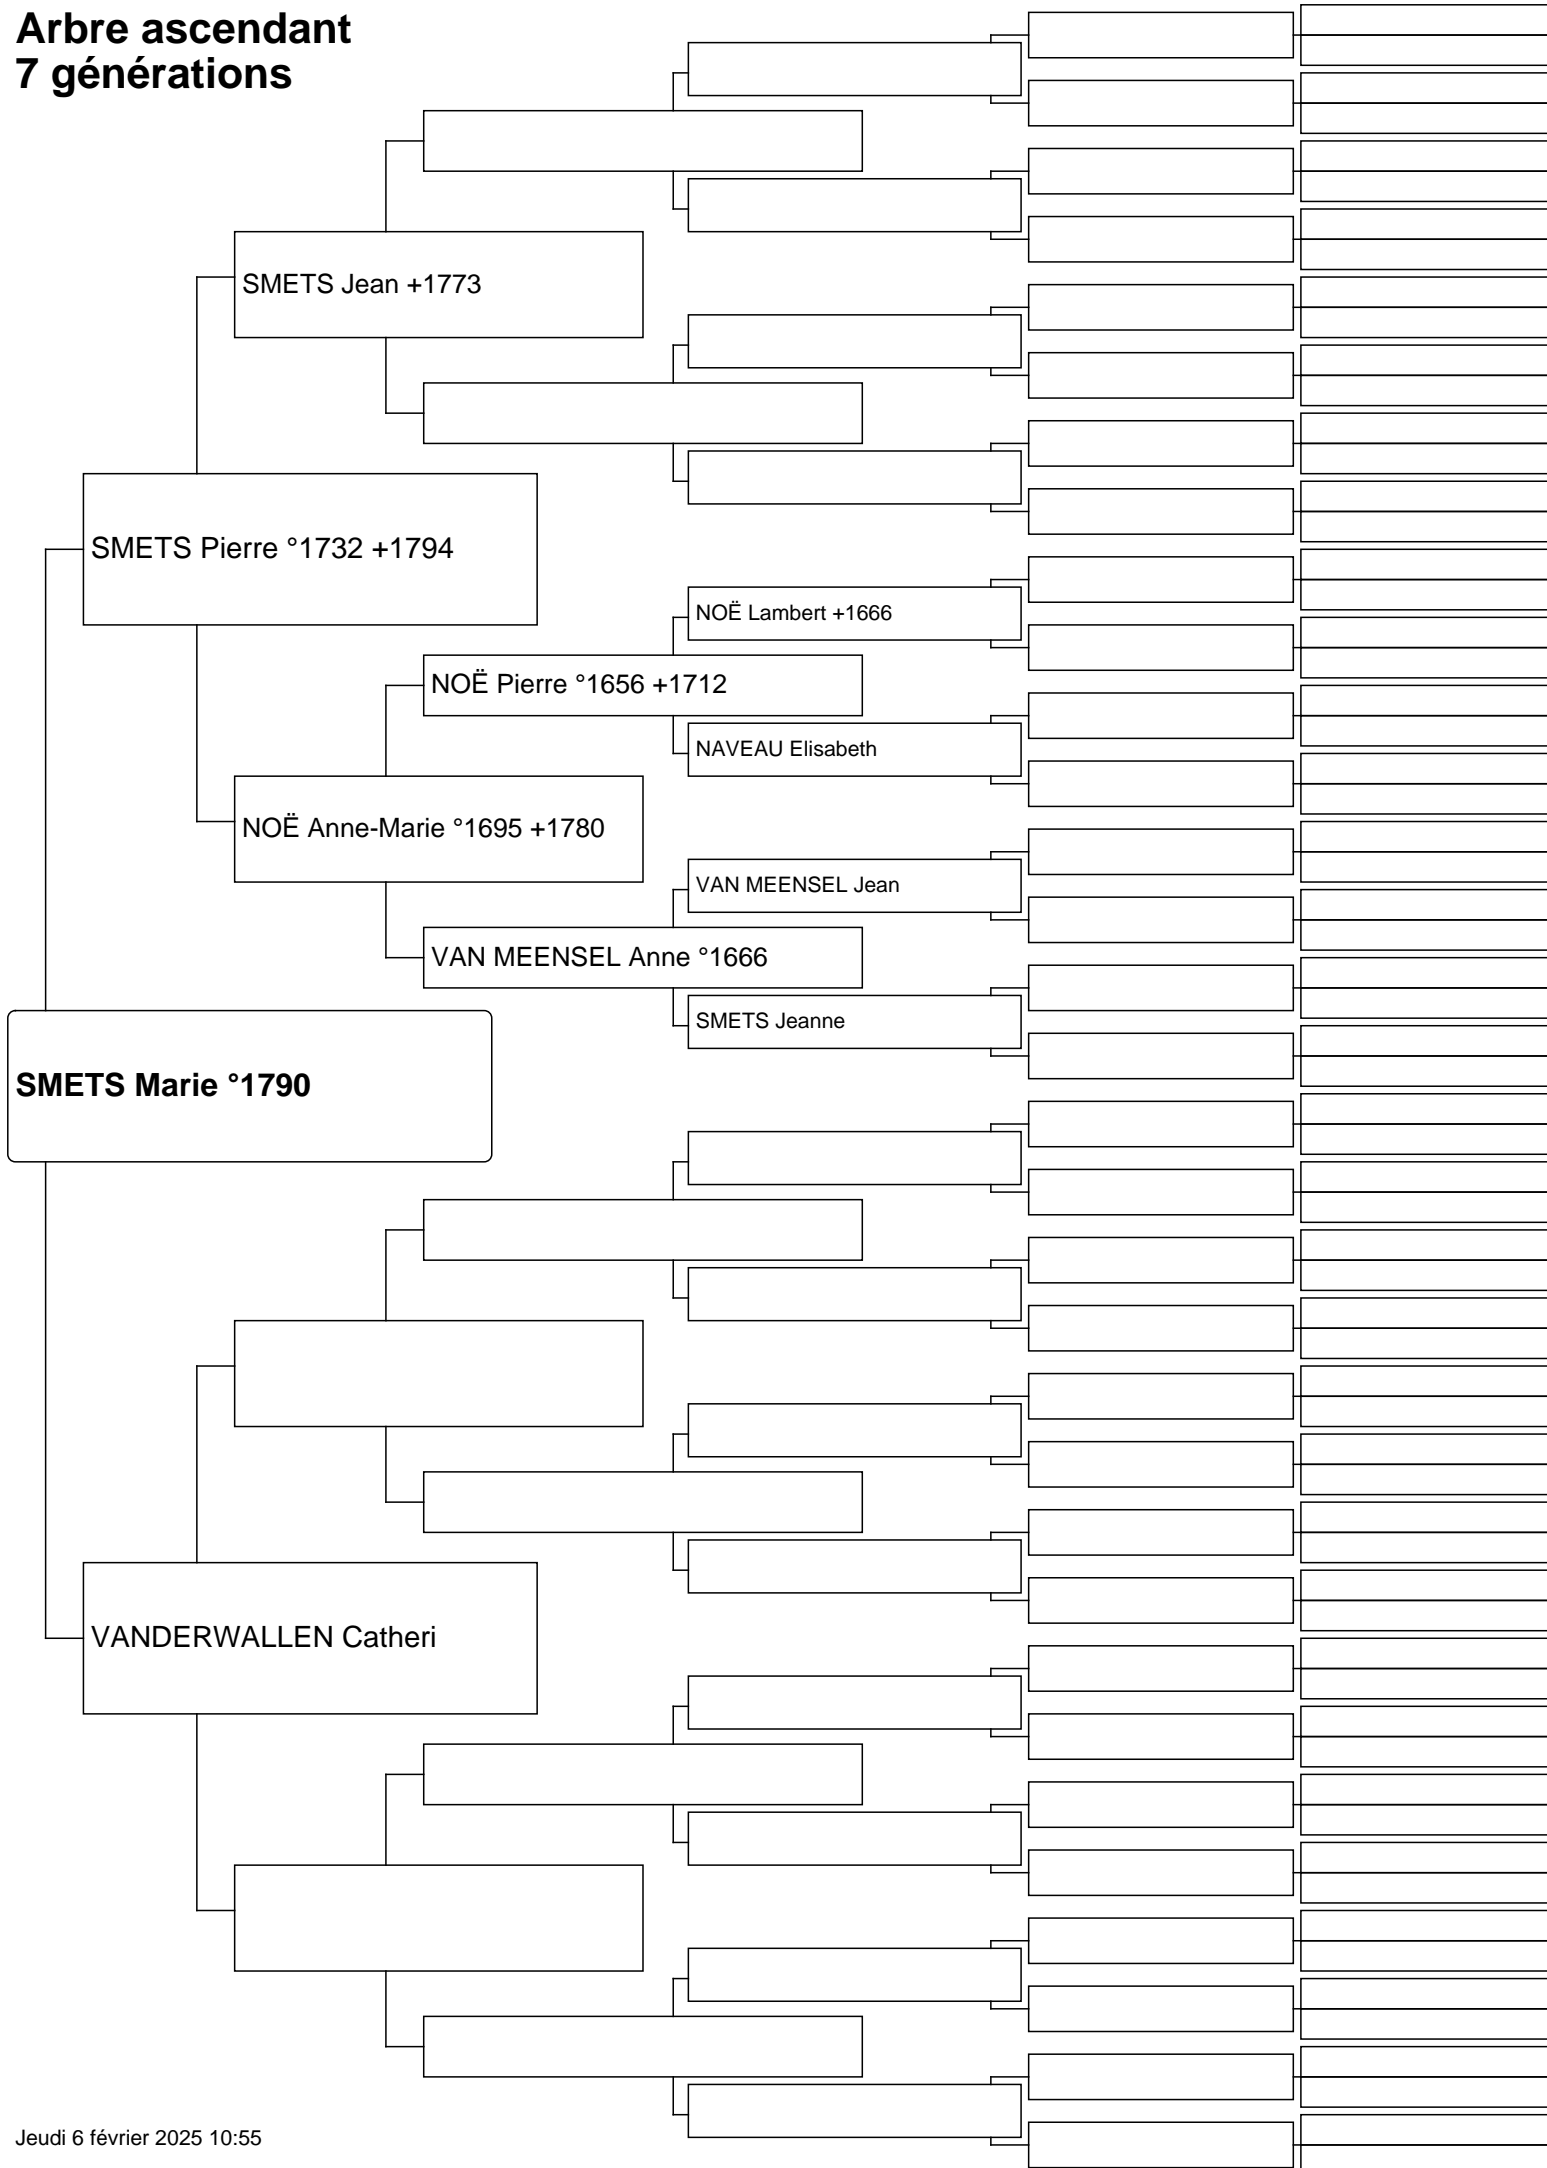 Arbre ascendant
7 générations
SMETS Jean +1773
SMETS Pierre °1732 +1794
NOË Lambert +1666
NOË Pierre °1656 +1712
NAVEAU Elisabeth
NOË Anne-Marie °1695 +1780
VAN MEENSEL Jean
VAN MEENSEL Anne °1666
SMETS Jeanne
SMETS Marie °1790
VANDERWALLEN Catheri
Jeudi 6 février 2025 10:55